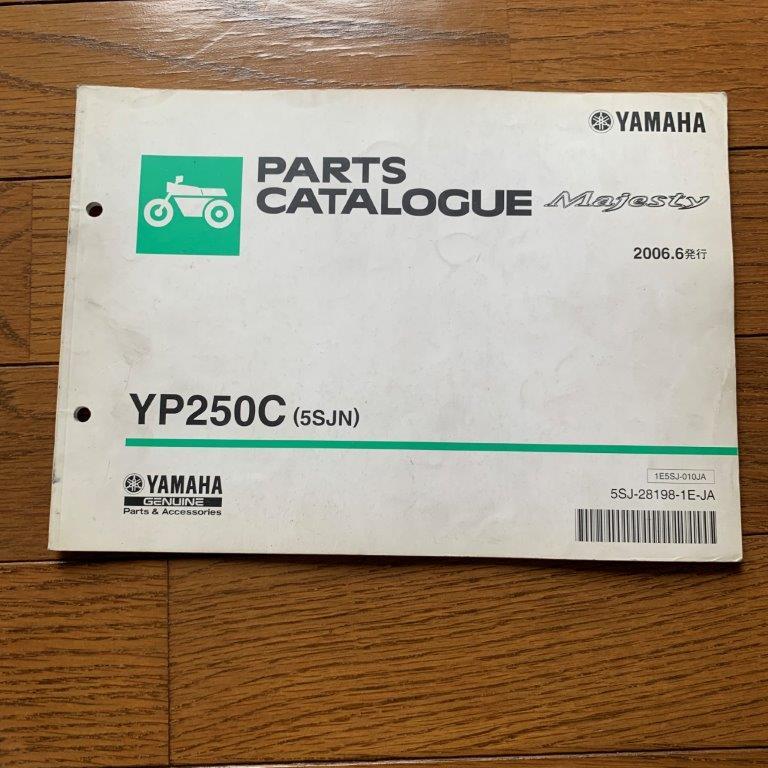 YAMAHA
PARTS
CATALOGUE Majesty
2006.6発行
YP250C (5SJN)
YAMAHA
GENUINE
Parts & Accessories
1E5SJ-010JA
5SJ-28198-1E-JA